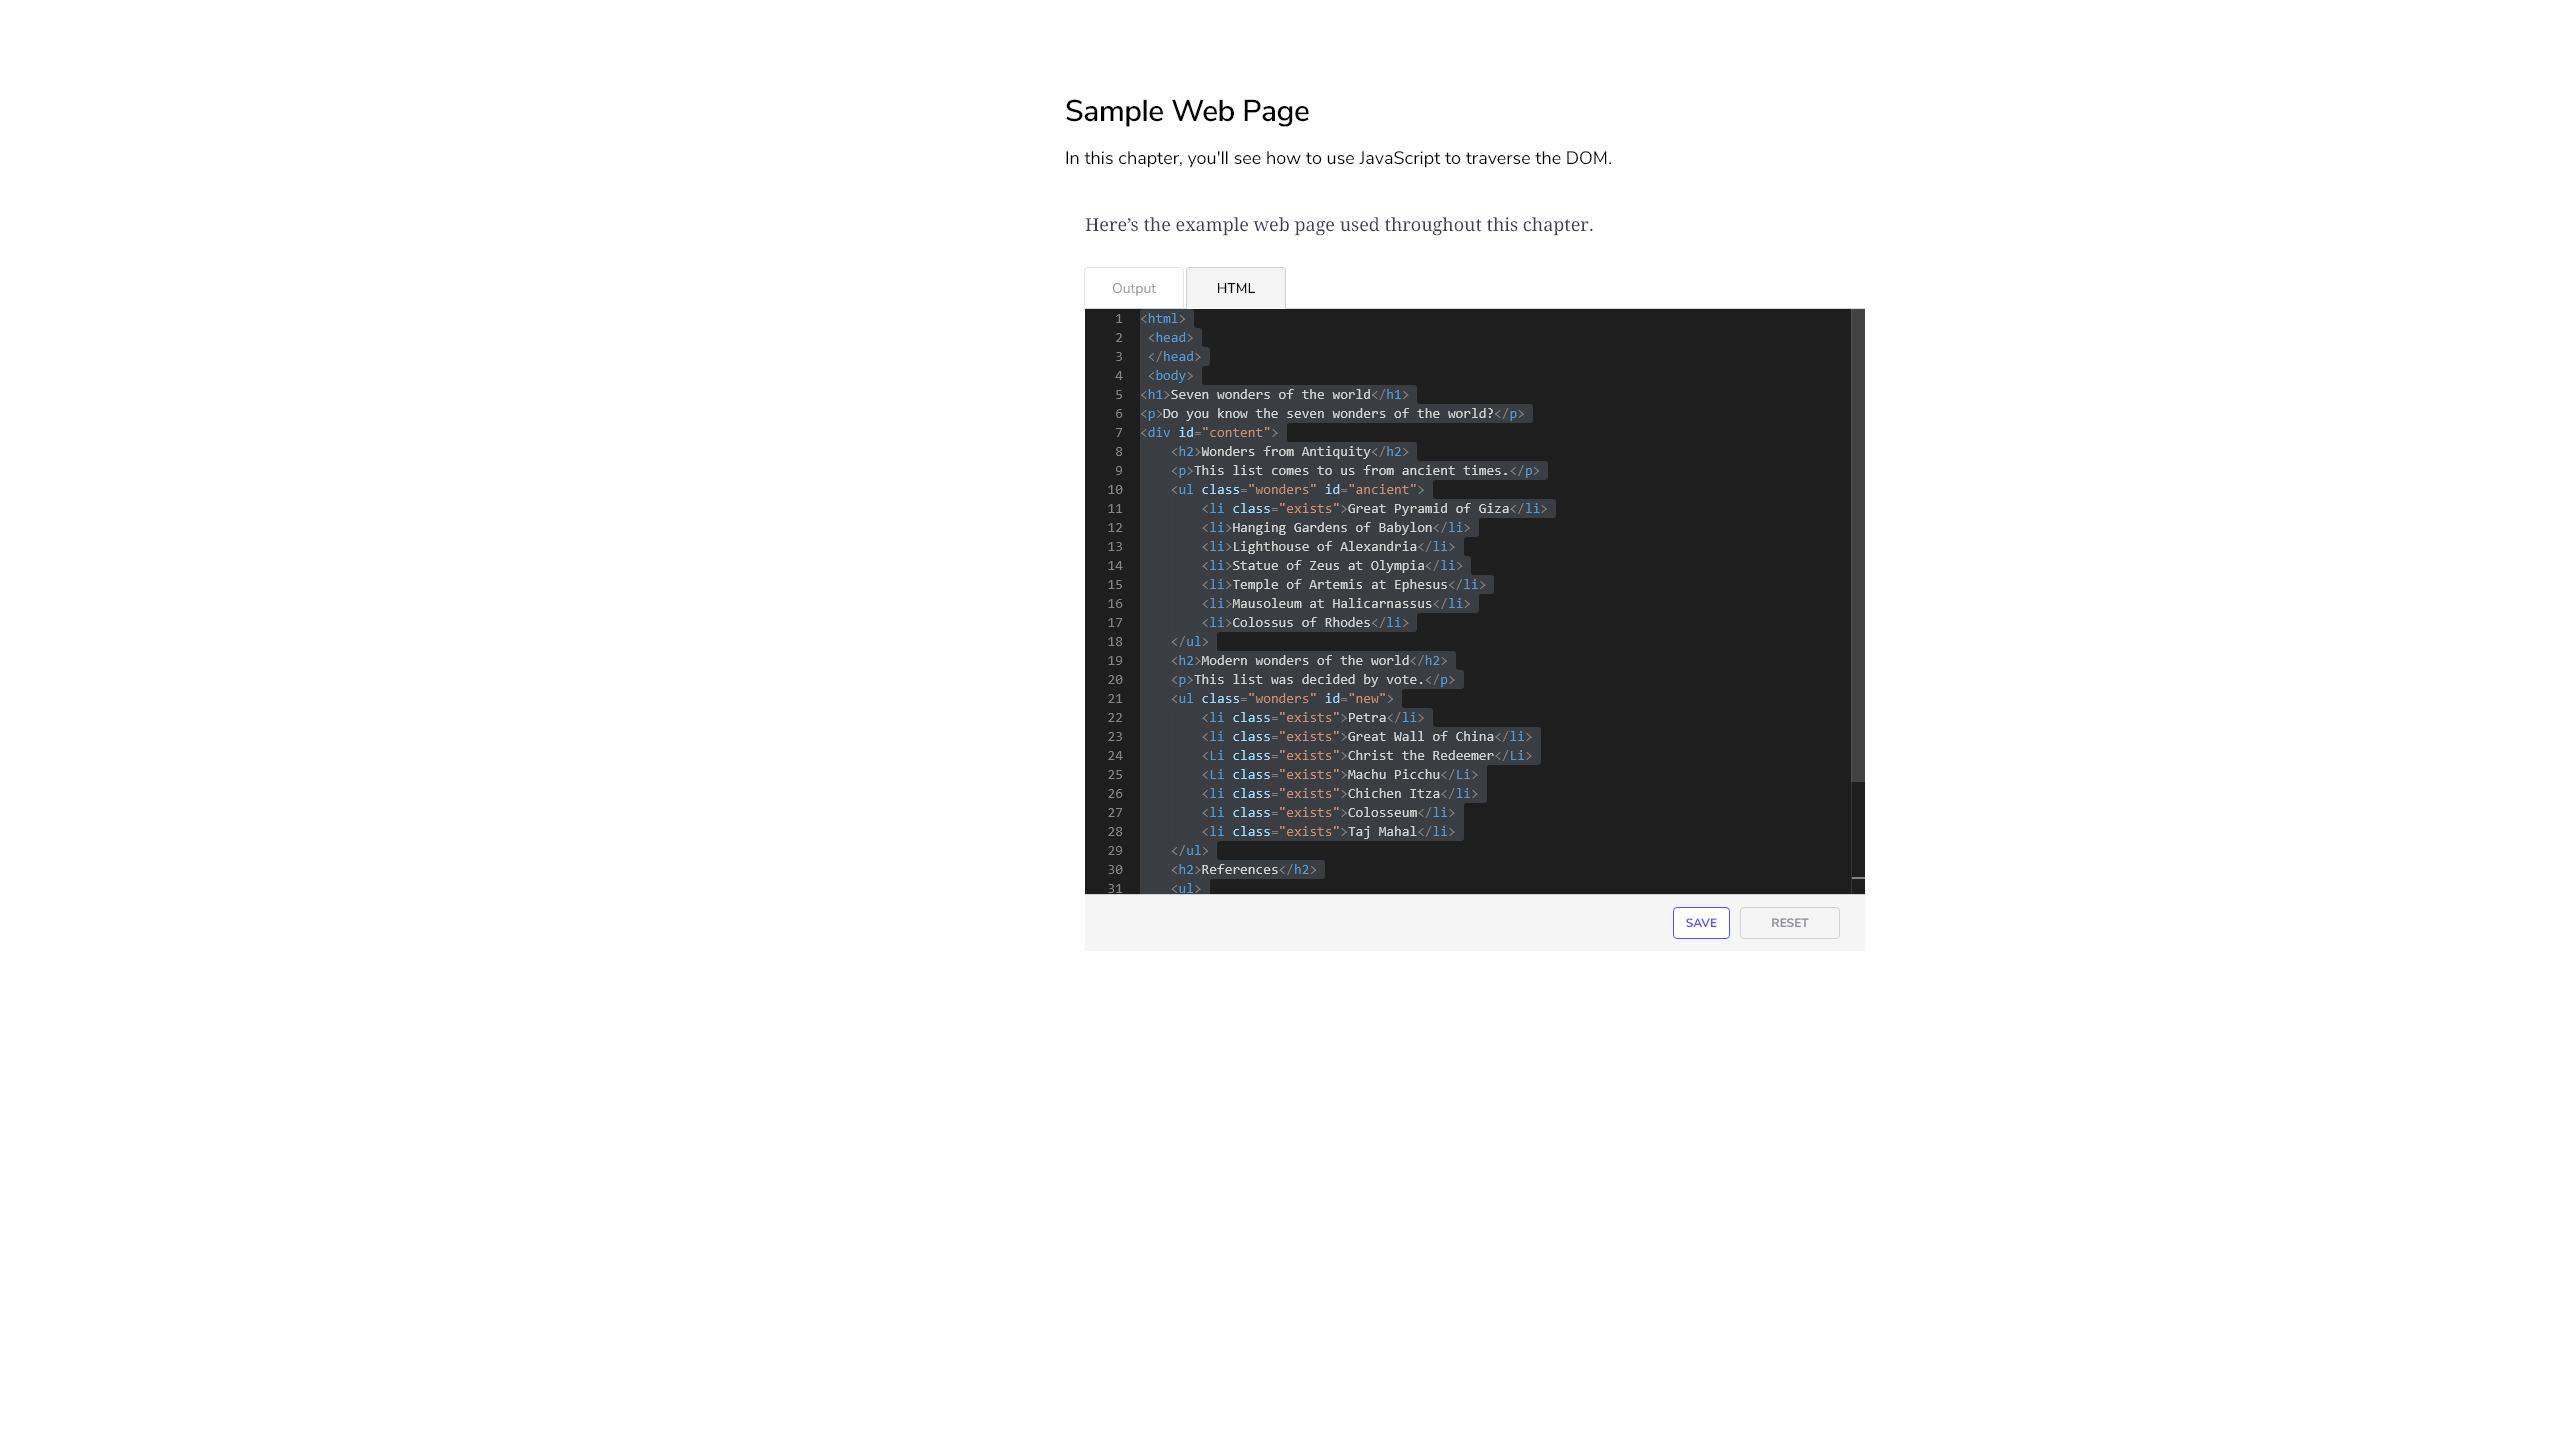 Sample Web Page
In this chapter, you'll see how to use JavaScript to traverse the DOM.
Here’s the example web page used throughout this chapter.
Output HTML
1 <html>
2 <head>
3 </head>
4 <body>
5 <h1>Seven wonders of the world</h1>
6 <p>Do you know the seven wonders of the world?</p>
7 <div id="content">
8 <h2>Wonders from Antiquity</h2>
9 <p>This list comes to us from ancient times.</p>
10 <ul class="wonders" id="ancient">
11 <li class="exists">Great Pyramid of Giza</li>
12 <li>Hanging Gardens of Babylon</li>
13 <li>Lighthouse of Alexandria</li>
14 <li>Statue of Zeus at Olympia</li>
15 <li>Temple of Artemis at Ephesus</li>
16 <li>Mausoleum at Halicarnassus</li>
17 <li>Colossus of Rhodes</li>
18 </ul>
19 <h2>Modern wonders of the world</h2>
20 <p>This list was decided by vote.</p>
21 <ul class="wonders" id="new">
22 <li class="exists">Petra</li>
23 <li class="exists">Great Wall of China</li>
24 <Li class="exists">Christ the Redeemer</Li>
25 <Li class="exists">Machu Picchu</Li>
26 <li class="exists">Chichen Itza</li>
27 <li class="exists">Colosseum</li>
28 <li class="exists">Taj Mahal</li>
29 </ul>
30 <h2>References</h2>
31 <ul>
SAVE RESET